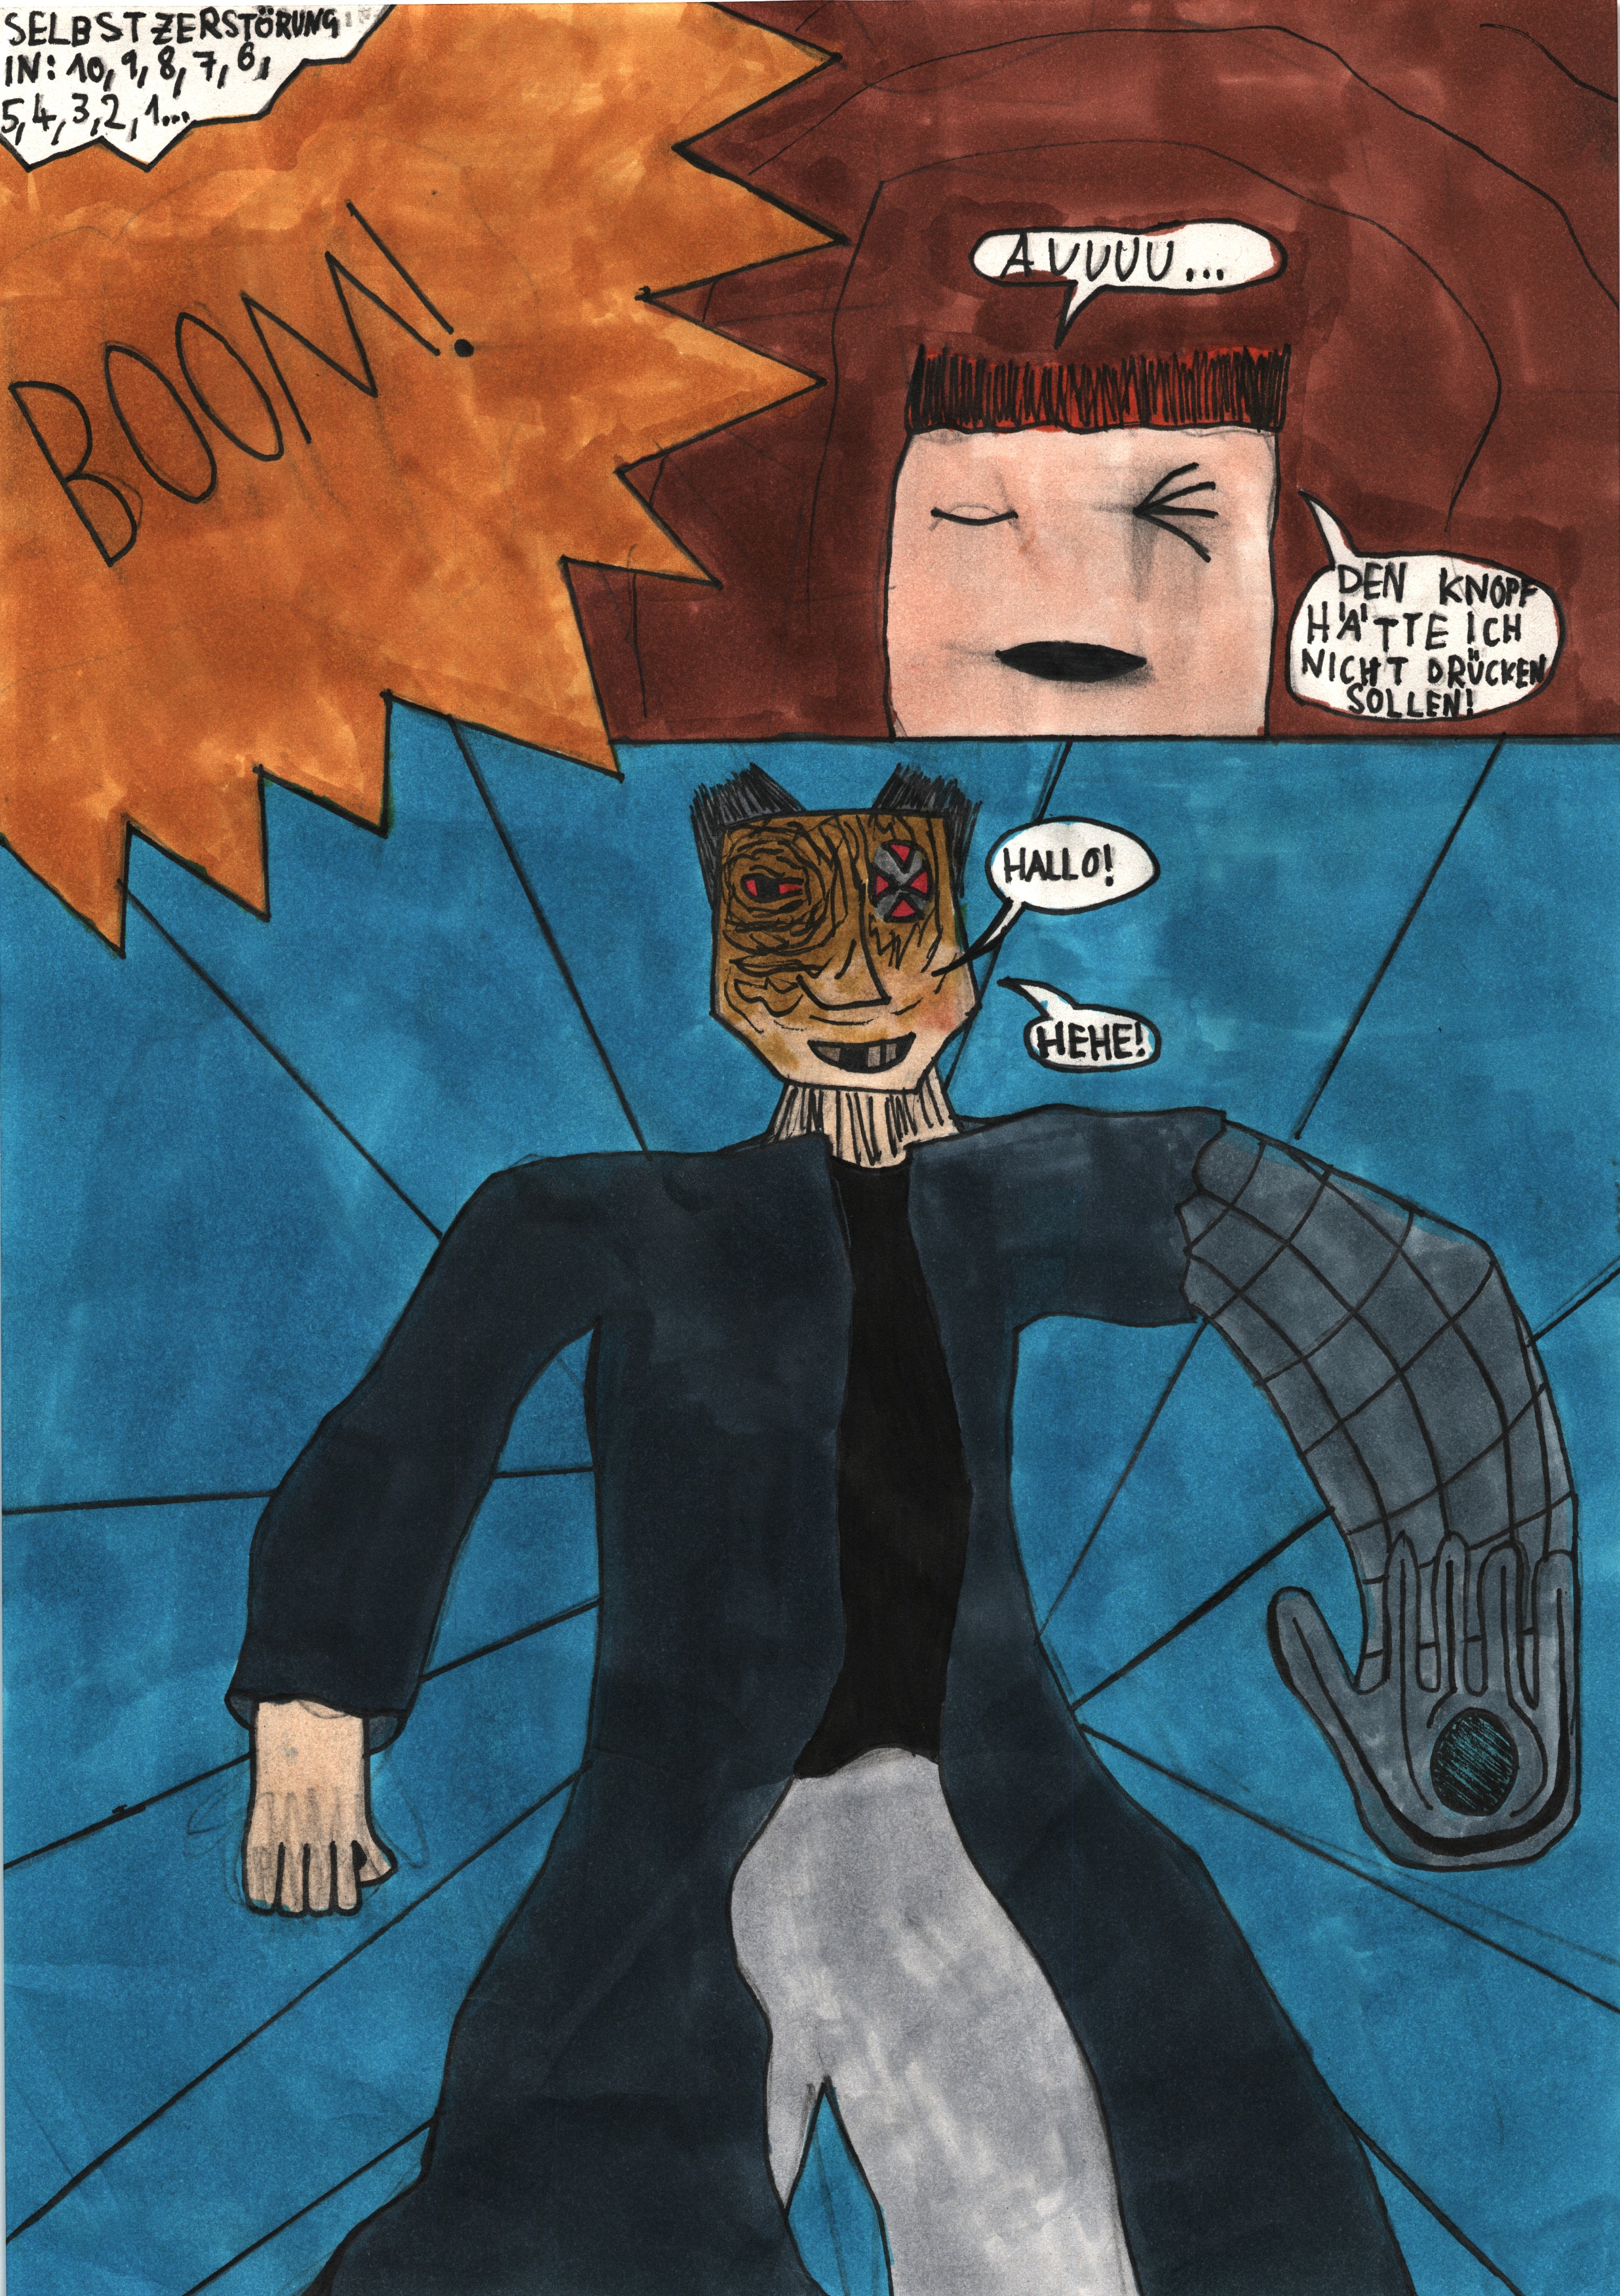 SELBSTZERSTÖRUNG
IN: 10, 9, 8, 7, 6,
5, 4, 3, 2, 1...
BOOM!
AUUUU...
DEN KNOPF
HÄTTE ICH
NICHT DRÜCKEN
SOLLEN!
HALLO!
HEHE!